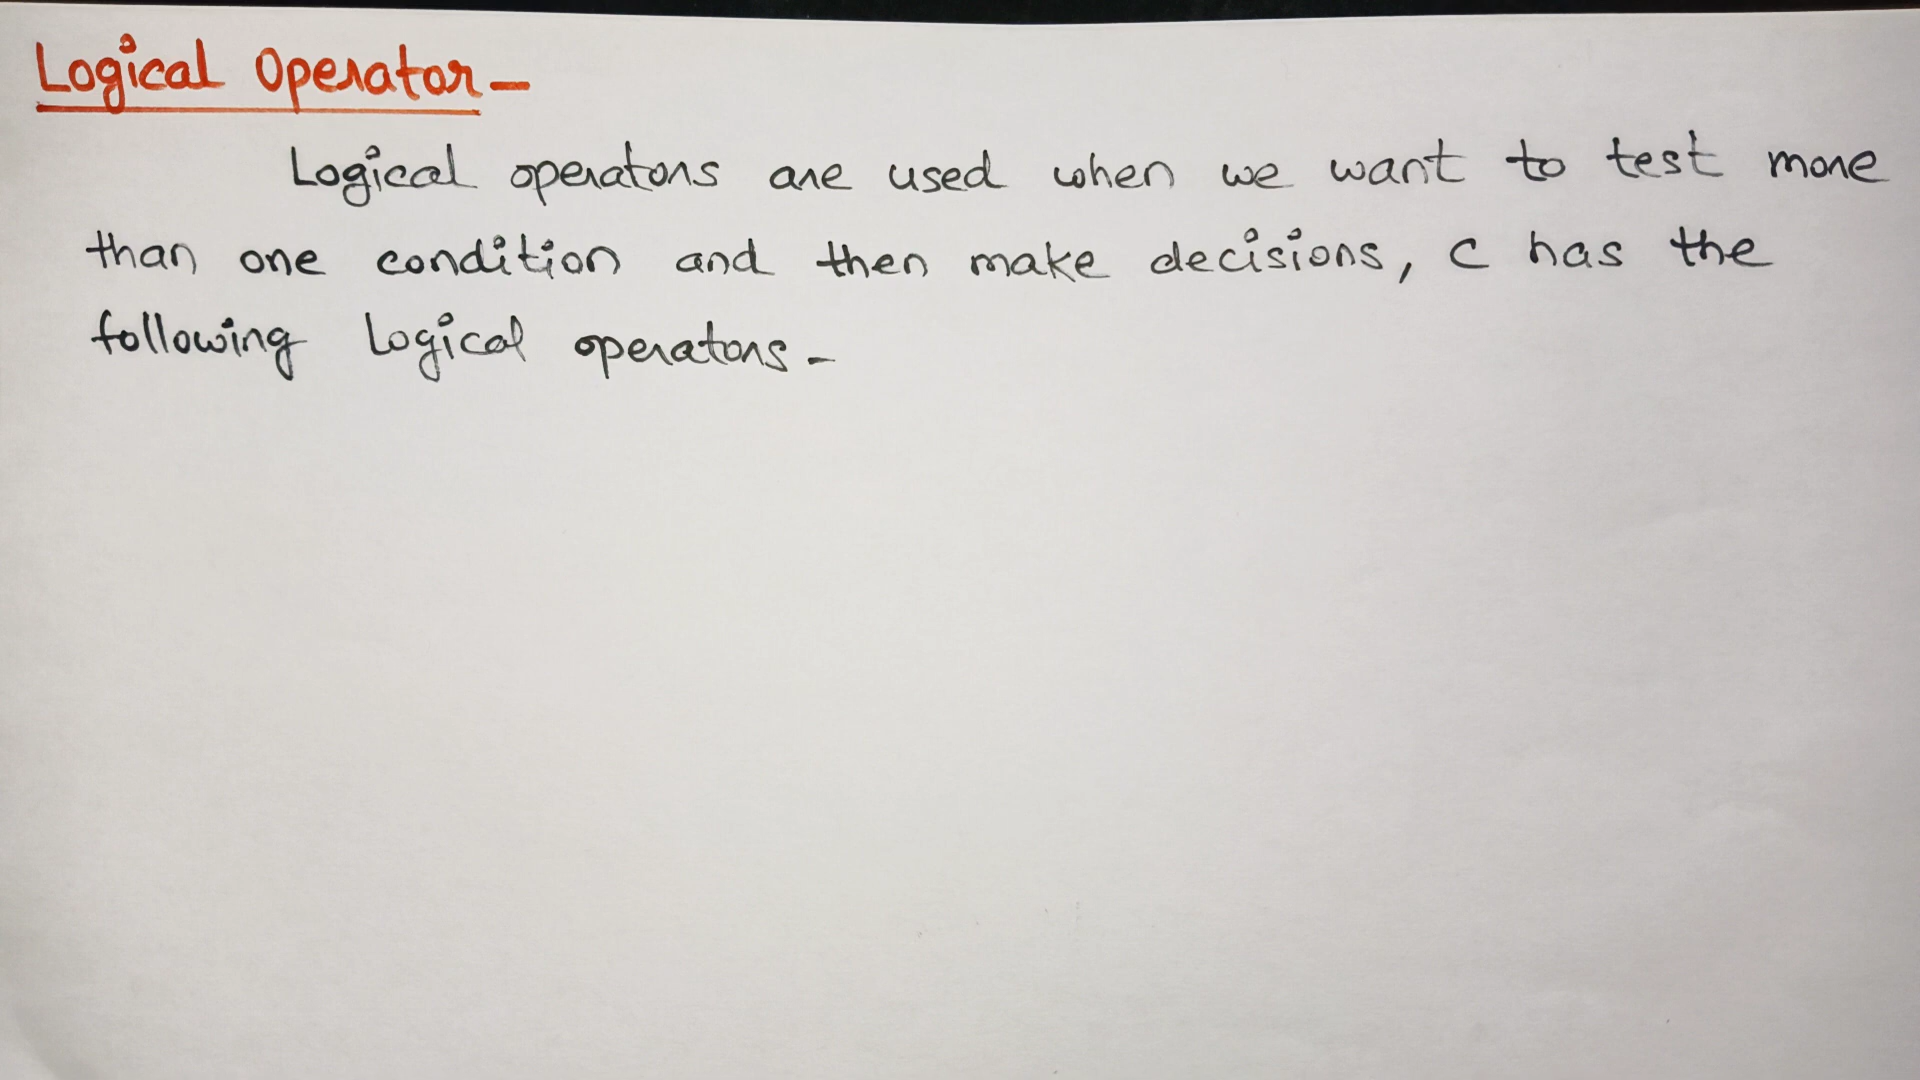 Logical Operator-
Logical operators are used when we want to test more
than one condition and then make decisions, C has the
following Logical operators-